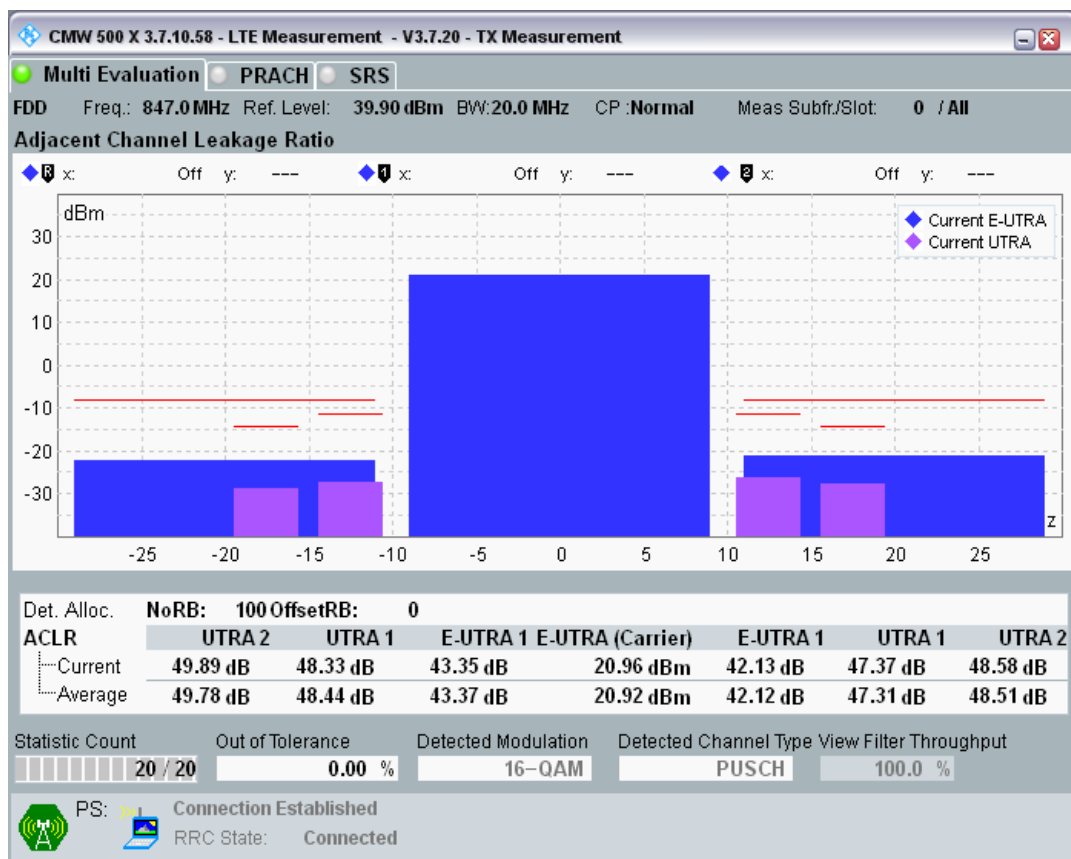 CMW 500 X 3.7.10.58 - LTE Measurement - V3.7.20 - TX Measurement
Multi Evaluation PRACH SRS
FDD Freq.: 847.0 MHz Ref. Level: 39.90 dBm BW:20.0 MHz CP :Normal Meas Subfr./Slot: 0 / All
Adjacent Channel Leakage Ratio
R x: Off y: --- 1 x: Off y: --- 2 x: Off y: ---
dBm
Current E-UTRA
Current UTRA
30
20
10
0
-10
-20
-30
z
-25 -20 -15 -10 -5 0 5 10 15 20 25
Det. Alloc. NoRB: 100 OffsetRB: 0
ACLR UTRA 2 UTRA 1 E-UTRA 1 E-UTRA (Carrier) E-UTRA 1 UTRA 1 UTRA 2
Current 49.89 dB 48.33 dB 43.35 dB 20.96 dBm 42.13 dB 47.37 dB 48.58 dB
Average 49.78 dB 48.44 dB 43.37 dB 20.92 dBm 42.12 dB 47.31 dB 48.51 dB
Statistic Count Out of Tolerance Detected Modulation Detected Channel Type View Filter Throughput
20 / 20 0.00 % 16-QAM PUSCH 100.0 %
PS: Connection Established
RRC State: Connected